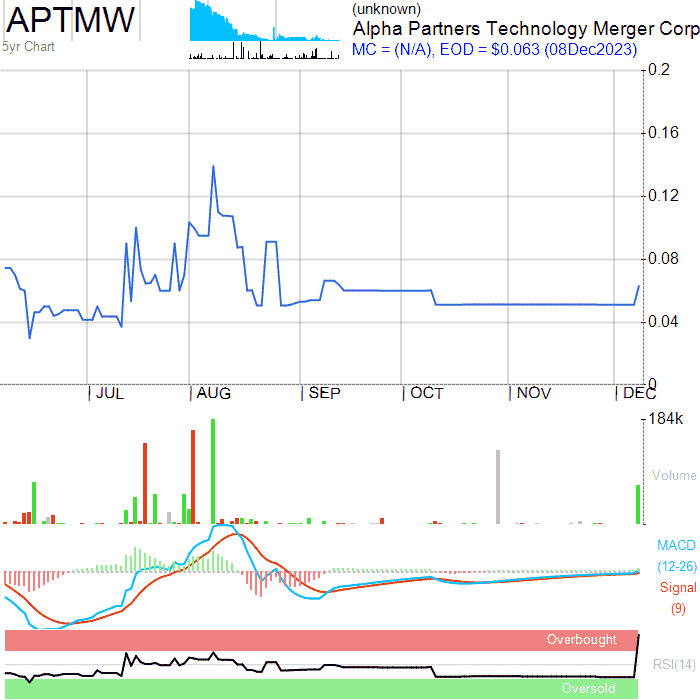 APTMW
5yr Chart
(unknown)
Alpha Partners Technology Merger Corp
MC = (N/A), EOD = $0.063 (08Dec2023)
0.2
0.16
0.12
0.08
0.04
0
JUL AUG SEP OCT NOV DEC
184k
Volume
MACD
(12-26)
Signal
(9)
Overbought
RSI(14)
Oversold